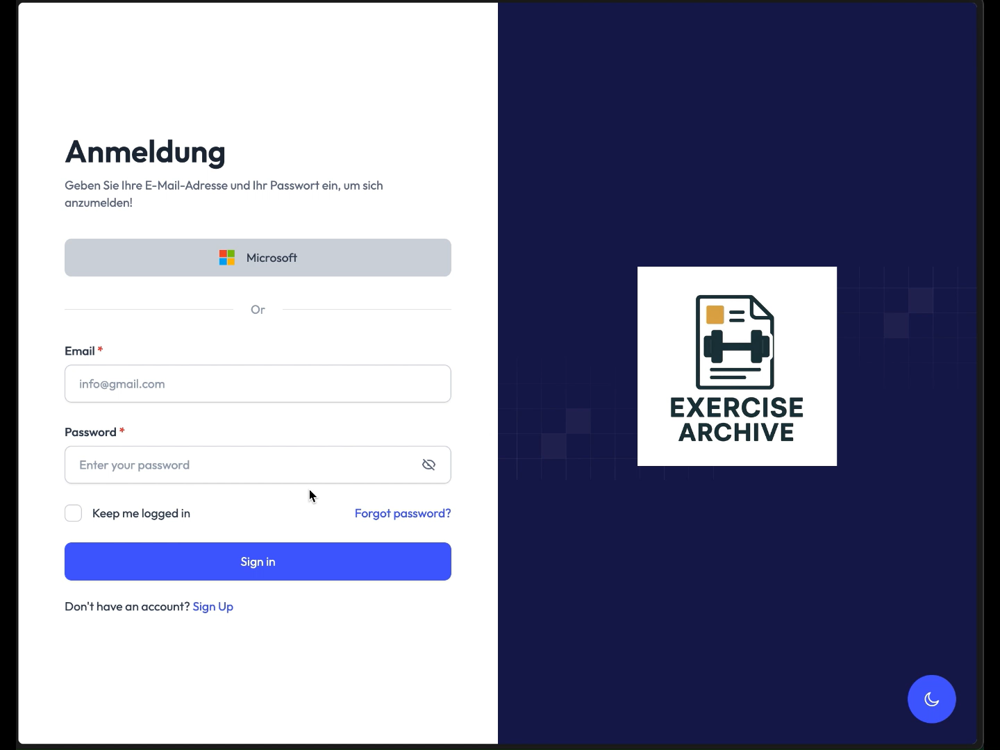 Anmeldung
Geben Sie Ihre E-Mail-Adresse und Ihr Passwort ein, um sich
anzumelden!
Microsoft
Or
Email *
info@gmail.com
Password *
Enter your password
Keep me logged in
Forgot password?
Sign in
Don't have an account? Sign Up
EXERCISE
ARCHIVE